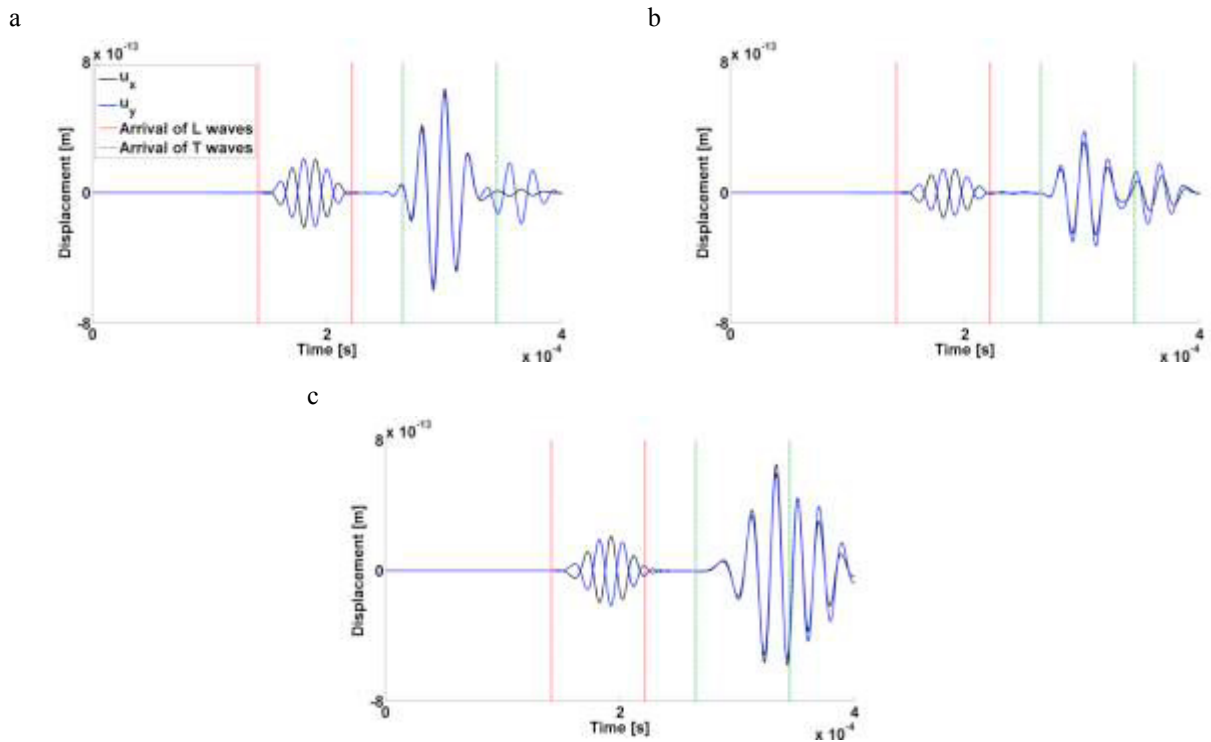 a
8 x 10^-13
u_x
u_y
Arrival of L waves
Arrival of T waves
Displacement [m]
0
-8
0
2
4
Time [s]
x 10^-4
b
8 x 10^-13
Displacement [m]
0
-8
0
2
4
Time [s]
x 10^-4
c
8 x 10^-13
Displacement [m]
0
-8
0
2
4
Time [s]
x 10^-4